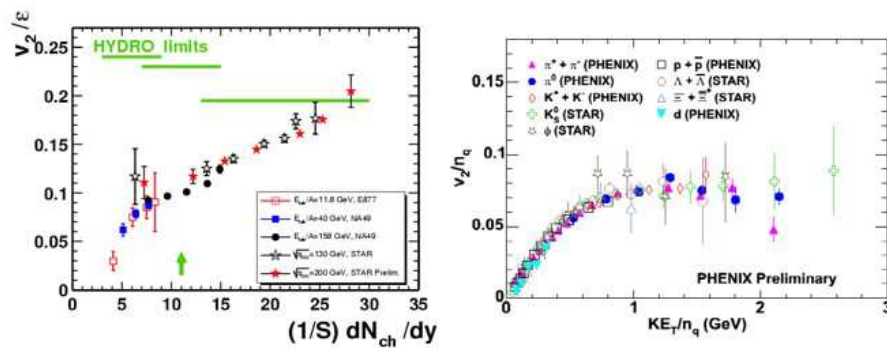 v₂/ε
HYDRO limits
0.25
0.2
0.15
0.1
0.05
0
0 5 10 15 20 25 30 35
(1/S) dN_ch /dy
E_lab/A=11.8 GeV, E877
E_lab/A=40 GeV, NA49
E_lab/A=158 GeV, NA49
=130 GeV, STAR
=200 GeV, STAR Prelim.
v₂/n_q
0.15
0.1
0.05
0
π⁺ + π⁻ (PHENIX)
π⁰ (PHENIX)
K⁺ + K⁻ (PHENIX)
K⁰_S (STAR)
φ (STAR)
p + p̄ (PHENIX)
Λ + Λ̄ (STAR)
Ξ⁻ + Ξ̄⁺ (STAR)
d (PHENIX)
PHENIX Preliminary
0 1 2 3
KE_T/n_q (GeV)